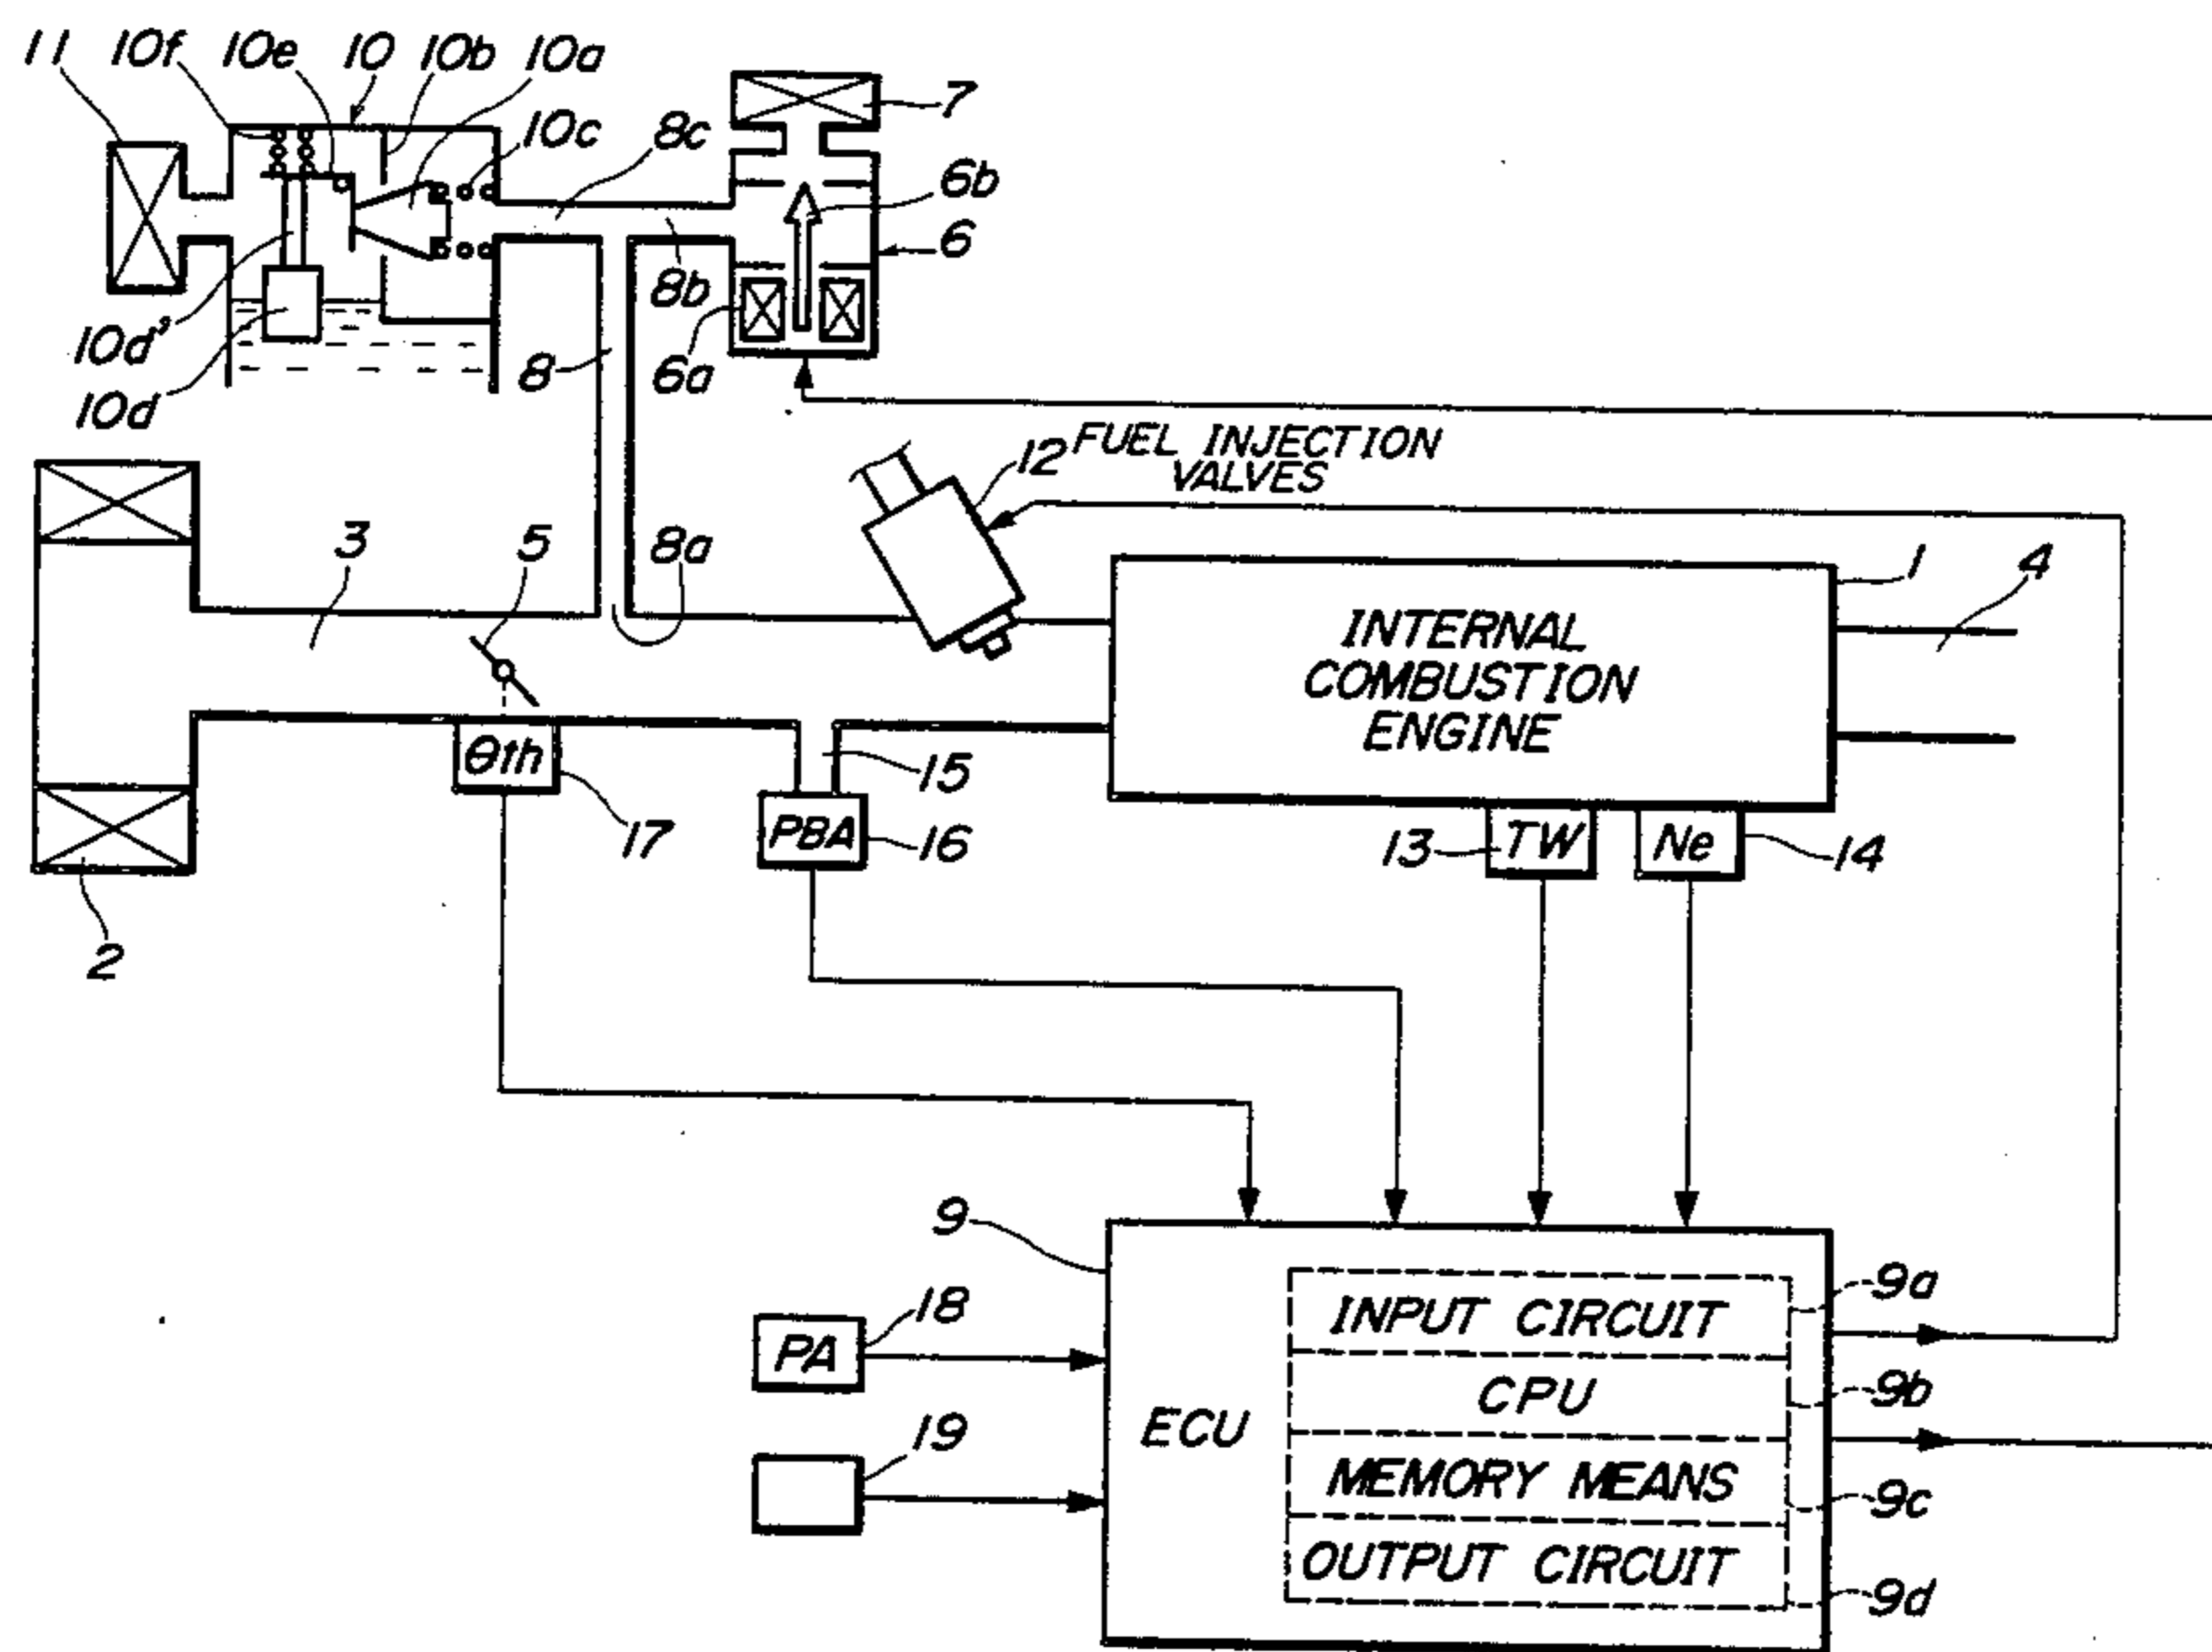 11 10f 10e 10 10b 10a
7
10c 8c
6b
6
8b
10d'
8 6a
10d
12 FUEL INJECTION
VALVES
3 5 8a
1 4
INTERNAL
COMBUSTION
ENGINE
θth 15
17 PBA 16 13 TW Ne 14
2
9
9a
18 INPUT CIRCUIT
PA
CPU 9b
19 ECU
MEMORY MEANS 9c
OUTPUT CIRCUIT
9d